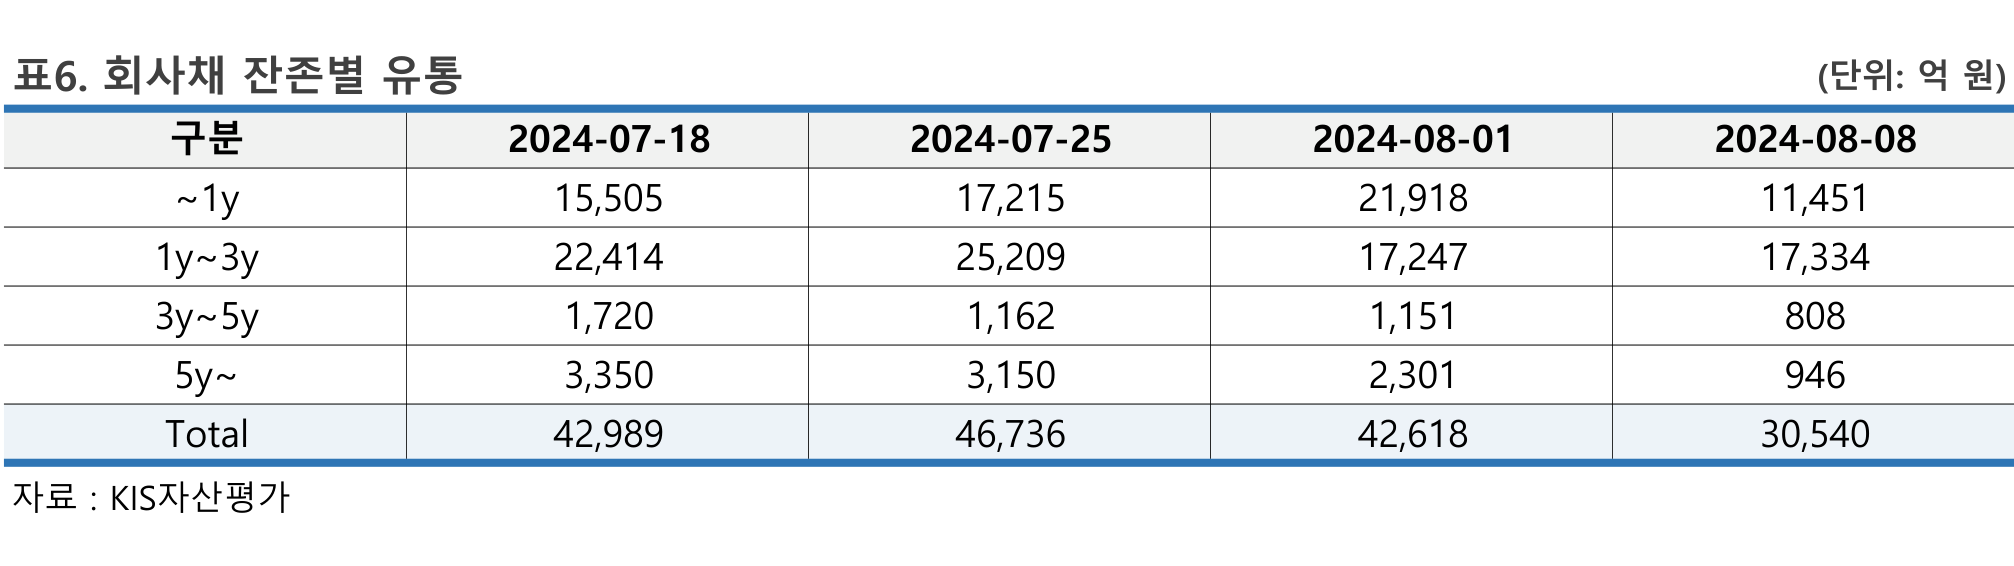 표6. 회사채 잔존별 유통 (단위: 억 원)
구분 2024-07-18 2024-07-25 2024-08-01 2024-08-08
~1y 15,505 17,215 21,918 11,451
1y~3y 22,414 25,209 17,247 17,334
3y~5y 1,720 1,162 1,151 808
5y~ 3,350 3,150 2,301 946
Total 42,989 46,736 42,618 30,540
자료 : KIS자산평가